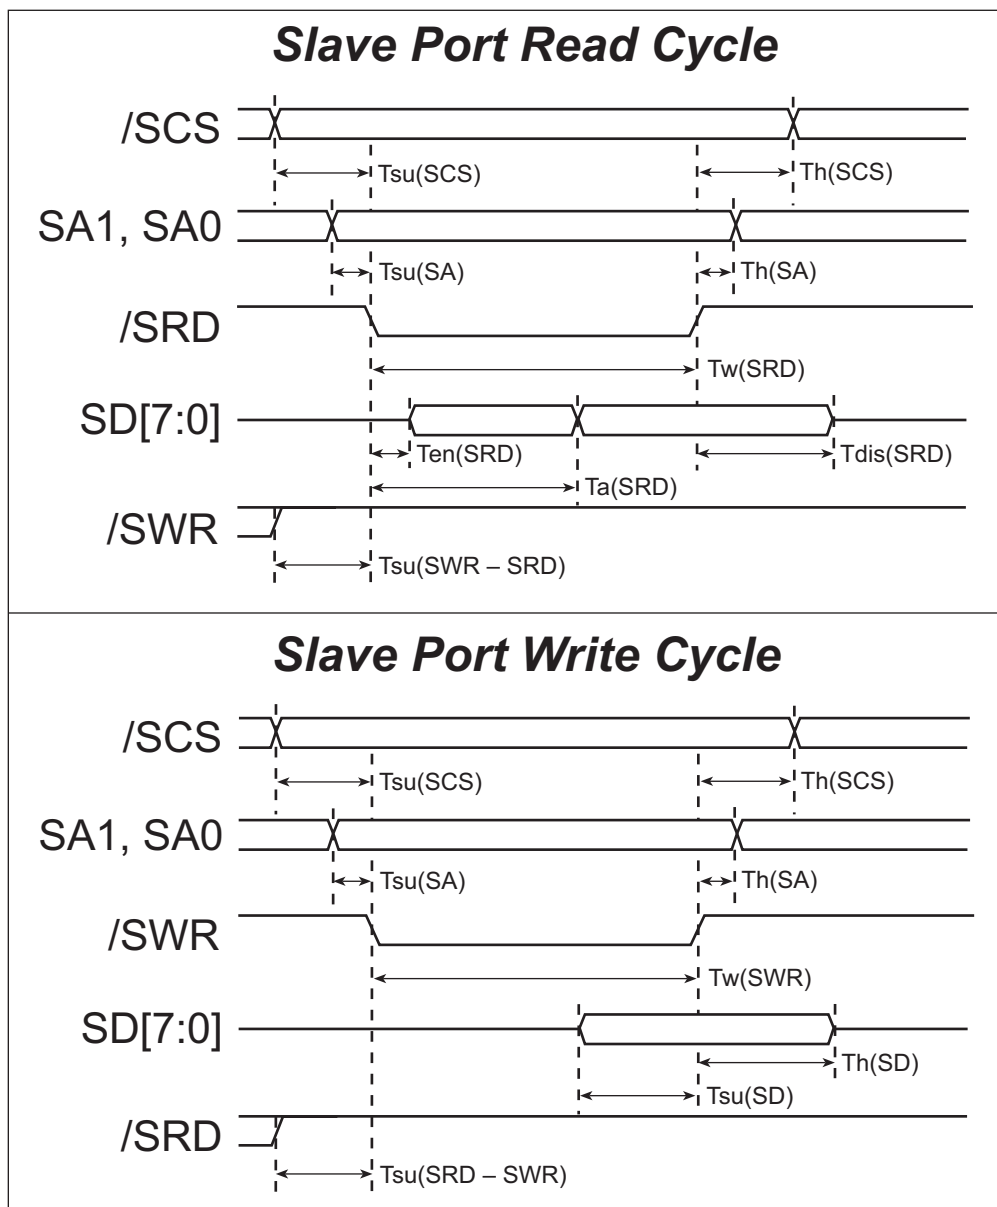 Slave Port Read Cycle
/SCS
Tsu(SCS)
Th(SCS)
SA1, SA0
Tsu(SA)
Th(SA)
/SRD
Tw(SRD)
SD[7:0]
Ten(SRD)
Tdis(SRD)
Ta(SRD)
/SWR
Tsu(SWR – SRD)
Slave Port Write Cycle
/SCS
Tsu(SCS)
Th(SCS)
SA1, SA0
Tsu(SA)
Th(SA)
/SWR
Tw(SWR)
SD[7:0]
Th(SD)
Tsu(SD)
/SRD
Tsu(SRD – SWR)